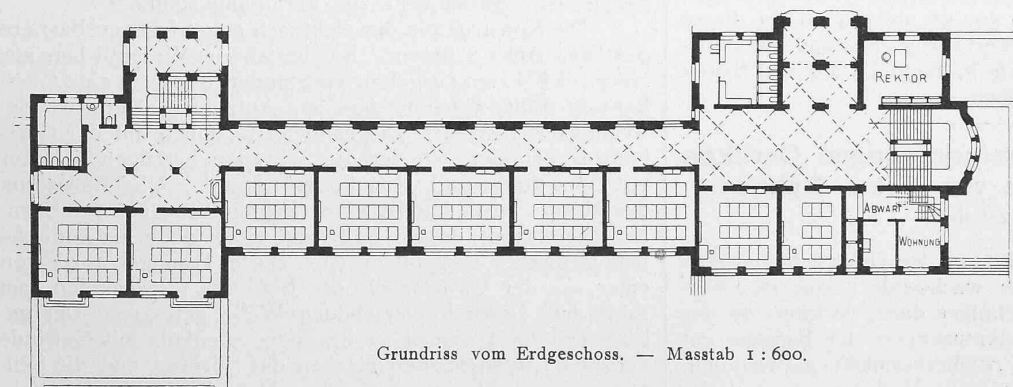 REKTOR
ABWART-
WOHNUNG
Grundriss vom Erdgeschoss. — Masstab 1 : 600.